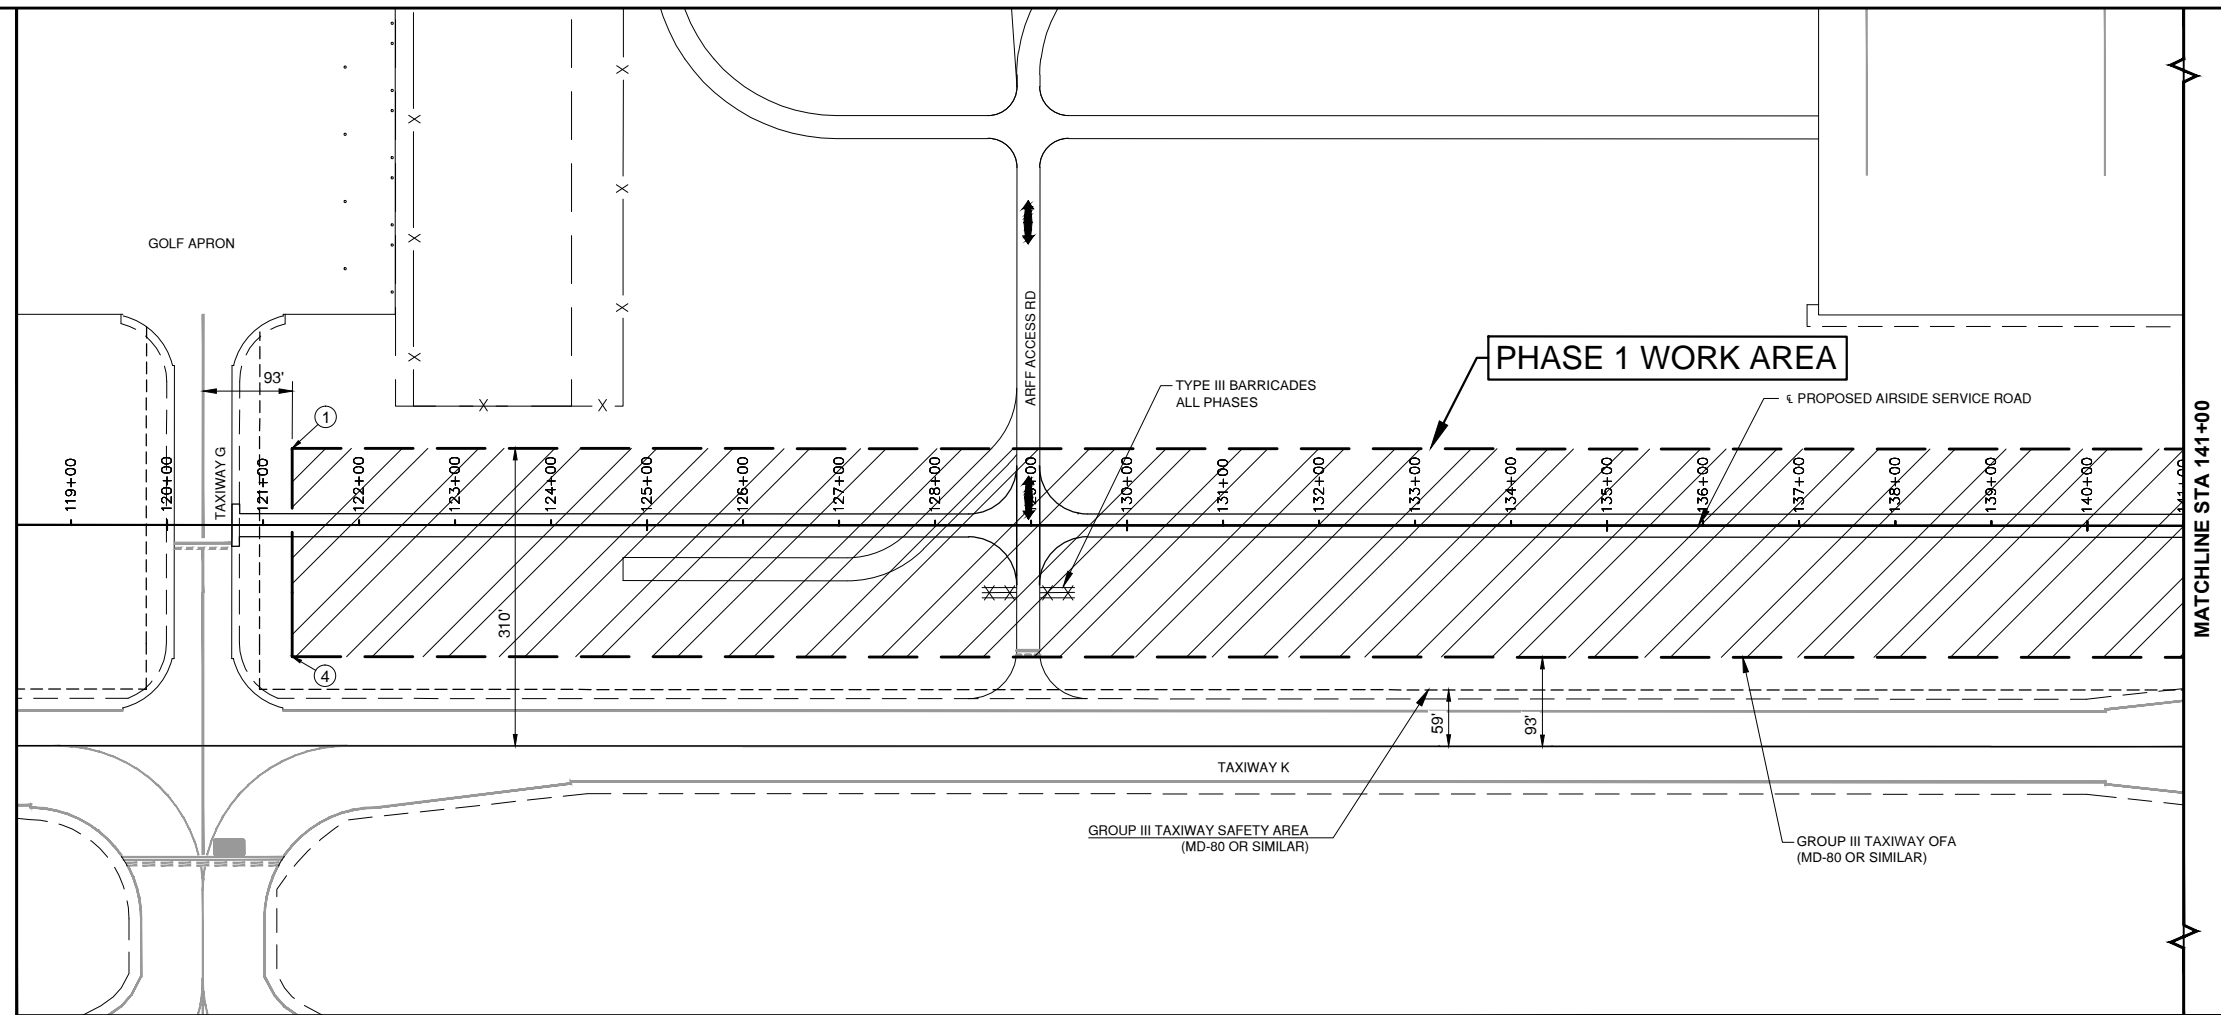 GOLF APRON
93'
1
TAXIWAY G
ARFF ACCESS RD
PHASE 1 WORK AREA
TYPE III BARRICADES
ALL PHASES
℄ PROPOSED AIRSIDE SERVICE ROAD
MATCHLINE STA 141+00
119+00
120+00
121+00
122+00
123+00
124+00
125+00
126+00
127+00
128+00
130+00
131+00
132+00
133+00
134+00
135+00
136+00
137+00
138+00
139+00
140+00
310'
4
59'
93'
TAXIWAY K
GROUP III TAXIWAY SAFETY AREA
(MD-80 OR SIMILAR)
GROUP III TAXIWAY OFA
(MD-80 OR SIMILAR)